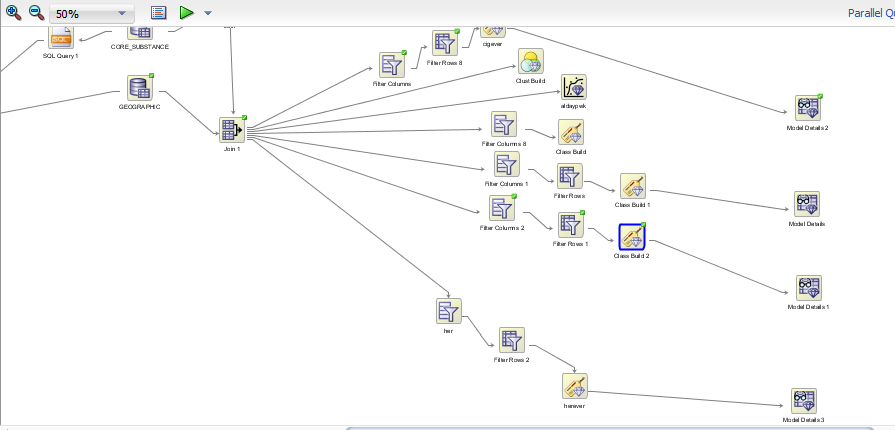 50%
Parallel Qu
SQL Query 1
CORE_SUBSTANCE
cigever
Filter Rows 8
Filter Columns
Clust Build
GEOGRAPHIC
aldaypwk
Model Details 2
Join 1
Filter Columns 8
Class Build
Filter Columns 1
Filter Rows
Class Build 1
Model Details
Filter Columns 2
Filter Rows 1
Class Build 2
Model Details 1
her
Filter Rows 2
herever
Model Details 3